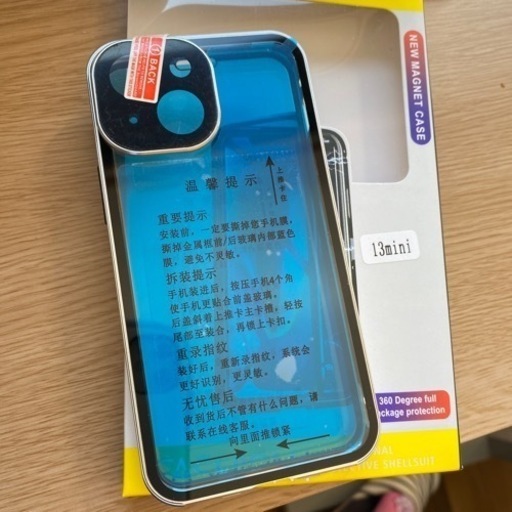 ① BACK
NEW MAGNET CASE
温馨提示
上推卡位
重要提示
安装前，一定要撕掉您手机膜，
撕掉金属框前/后玻璃内部蓝色
膜，避免不灵敏。
拆装提示
手机装进后，按压手机4个角
使手机更贴合前盖玻璃。
后盖斜着上推卡主卡槽，轻按
尾部至装合，再锁上卡扣。
重录指纹
装好后，重新录指纹，系统会
更好识别，更灵敏。
无忧售后
收到货后不管有什么问题，请
联系在线客服。
向里面推锁紧
13mini
360 Degree full
package protection
SHELLSUIT